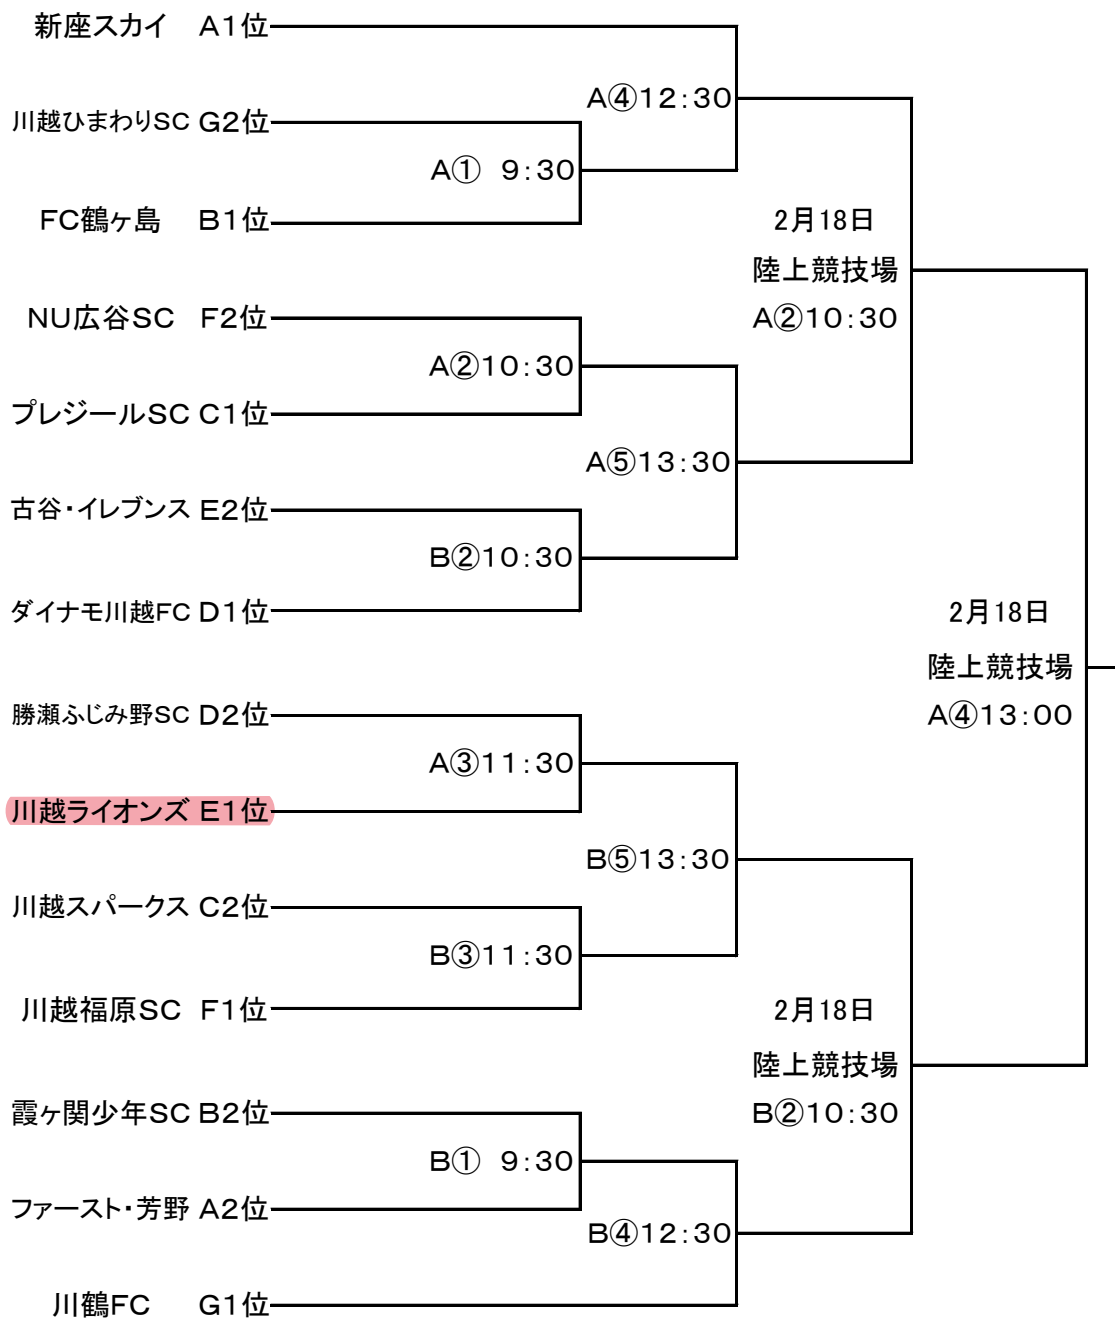 新座スカイ A1位
A④12:30
川越ひまわりSC G2位
A① 9:30
FC鶴ヶ島 B1位
2月18日
陸上競技場
A②10:30
NU広谷SC F2位
A②10:30
プレジールSC C1位
A⑤13:30
古谷・イレブンス E2位
B②10:30
ダイナモ川越FC D1位
2月18日
陸上競技場
A④13:00
勝瀬ふじみ野SC D2位
A③11:30
川越ライオンズ E1位
B⑤13:30
川越スパークス C2位
B③11:30
川越福原SC F1位
2月18日
陸上競技場
B②10:30
霞ヶ関少年SC B2位
B① 9:30
ファースト・芳野 A2位
B④12:30
川鶴FC G1位